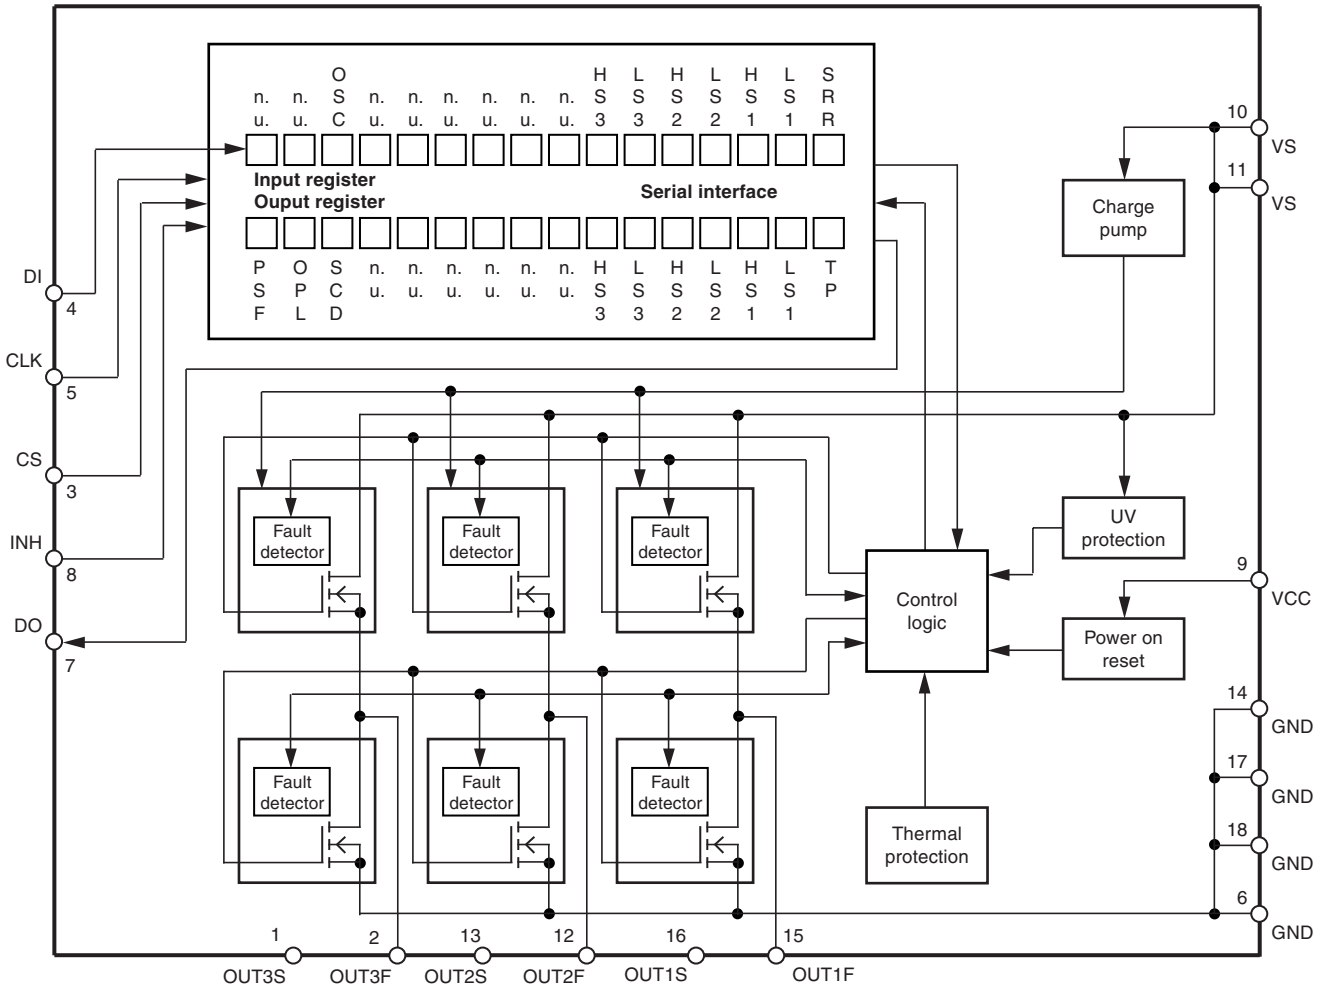 O H L H L H L S
n. n. S n. n. n. n. n. n. S S S S S S R
u. u. C u. u. u. u. u. u. 3 3 2 2 1 1 R
Input register
Ouput register
Serial interface
P O S n. n. n. n. n. n. H L H L H L T
S P C u. u. u. u. u. u. S S S S S S P
F L D 3 3 2 2 1 1
10
VS
11
VS
Charge
pump
DI
4
CLK
5
CS
3
INH
8
DO
7
Fault
detector
Fault
detector
Fault
detector
UV
protection
Control
logic
9
VCC
Power on
reset
14
GND
17
GND
18
GND
6
GND
Fault
detector
Fault
detector
Fault
detector
Thermal
protection
1 2 13 12 16 15
OUT3S OUT3F OUT2S OUT2F OUT1S OUT1F